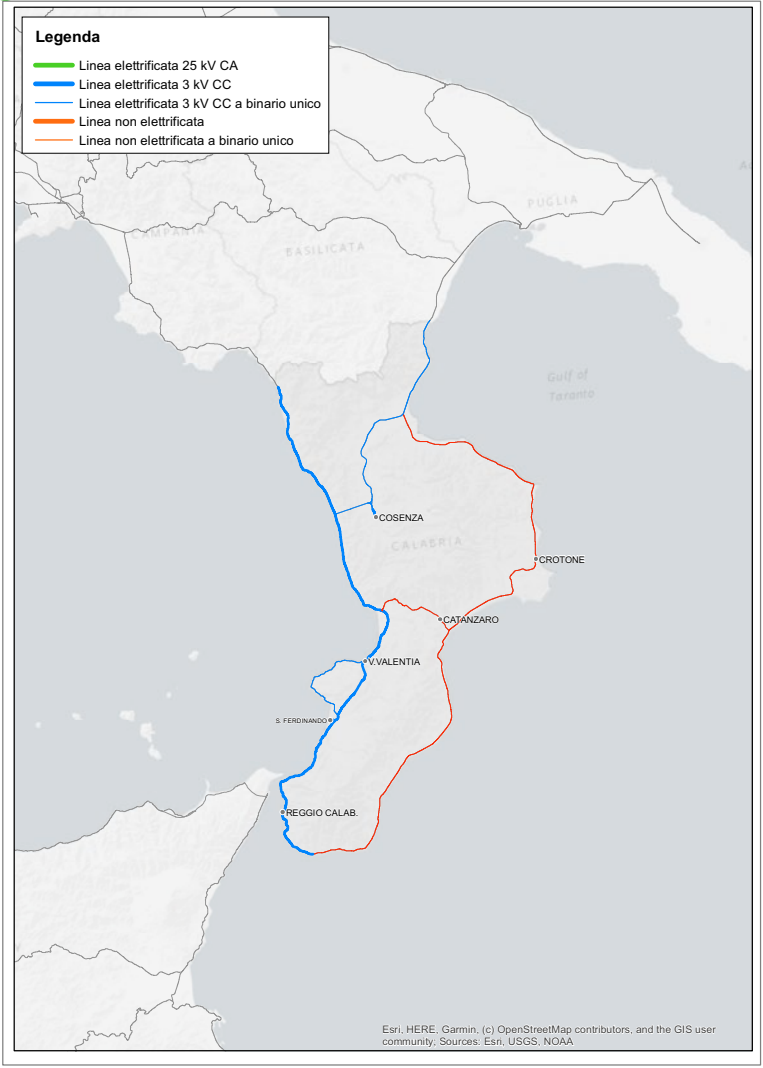 Legenda
Linea elettrificata 25 kV CA
Linea elettrificata 3 kV CC
Linea elettrificata 3 kV CC a binario unico
Linea non elettrificata
Linea non elettrificata a binario unico
PUGLIA
CAMPANIA
BASILICATA
Gulf of
Taranto
COSENZA
CALABRIA
CROTONE
CATANZARO
V.VALENTIA
S. FERDINANDO
REGGIO CALAB.
Esri, HERE, Garmin, (c) OpenStreetMap contributors, and the GIS user
community; Sources: Esri, USGS, NOAA